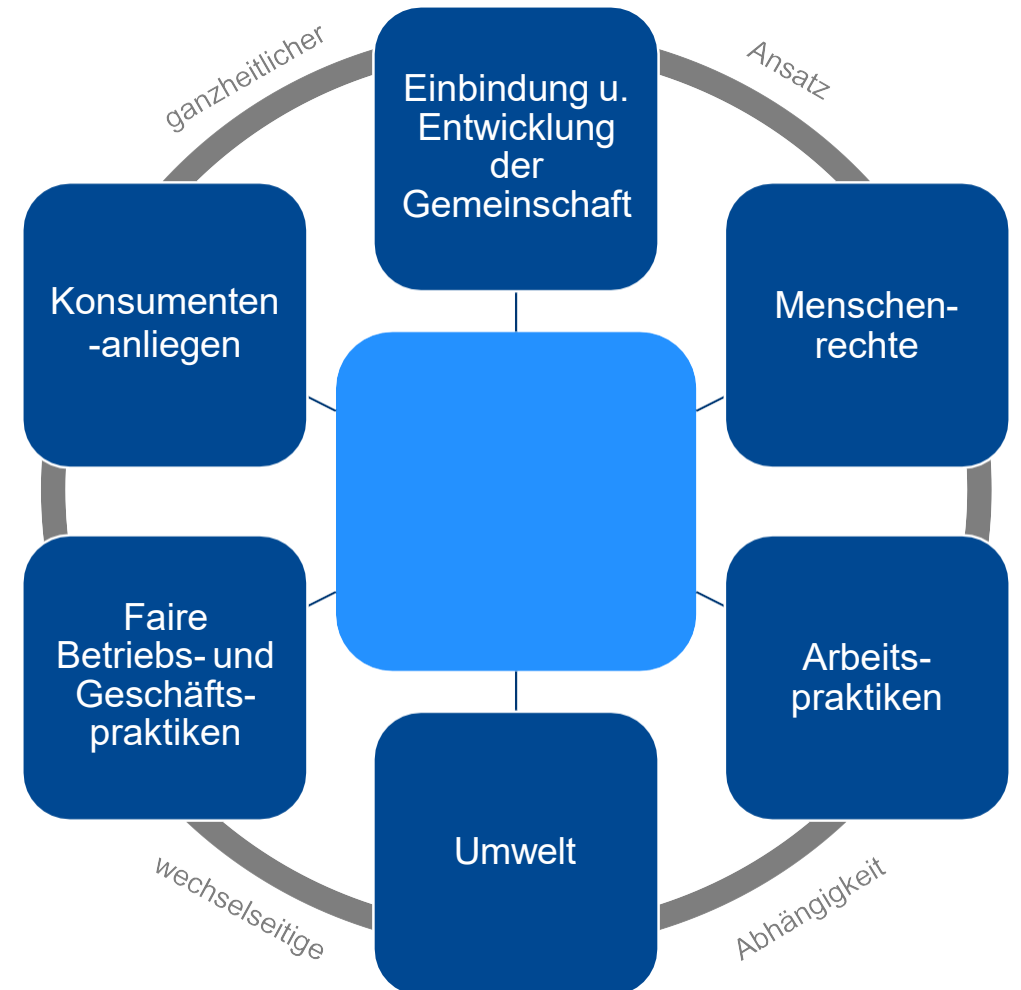 ganzheitlicher
Ansatz
Einbindung u.
Entwicklung
der
Gemeinschaft
Konsumenten
-anliegen
Menschen-
rechte
Faire
Betriebs- und
Geschäfts-
praktiken
Arbeits-
praktiken
Umwelt
wechselseitige
Abhängigkeit